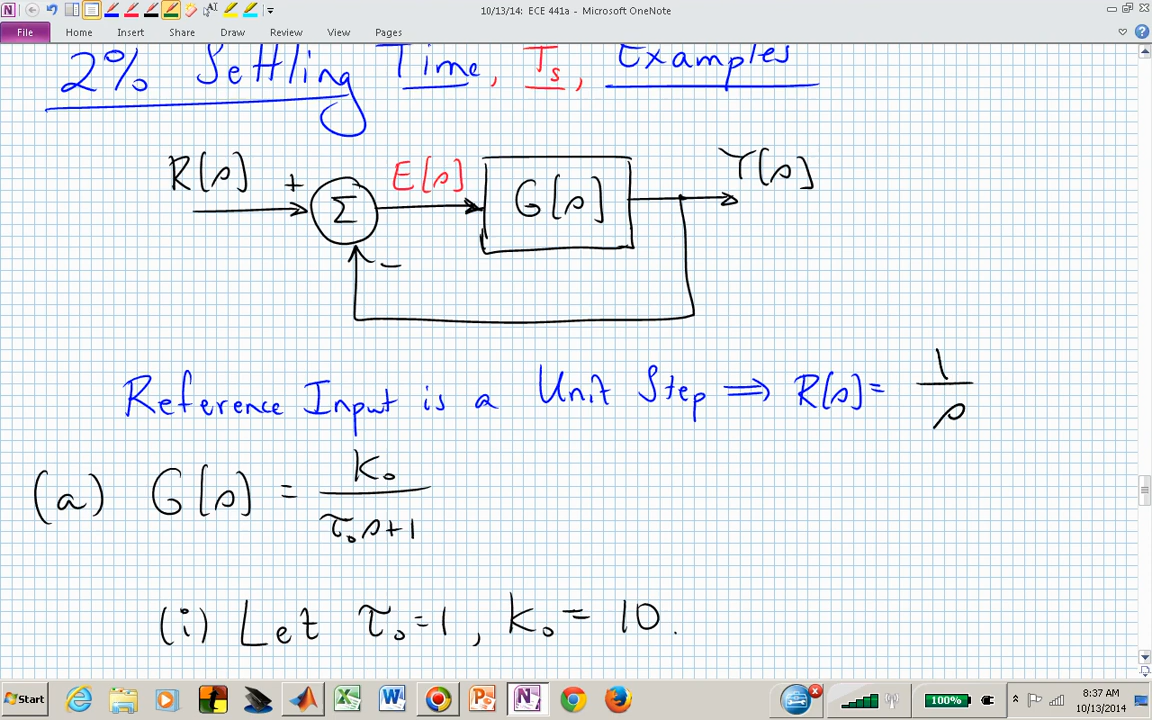 10/13/14: ECE 441a - Microsoft OneNote
File Home Insert Share Draw Review View Pages
2% Settling Time, Ts, Examples
R(s) + Σ E(s) G(s) Y(s)
−
Reference Input is a Unit Step ⟹ R(s) = 1/s
(a) G(s) = K₀/(τ₀s+1)
(i) Let τ₀=1, K₀ = 10.
Start 100% 8:37 AM
10/13/2014